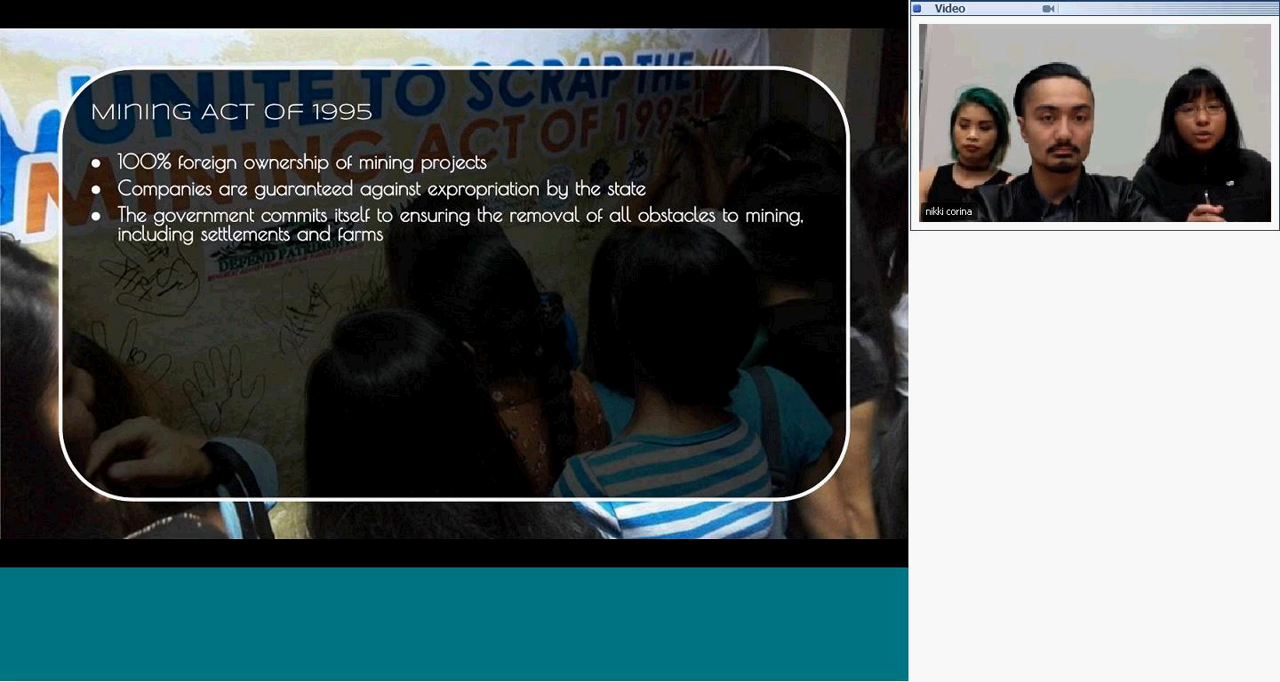 UNITE TO SCRAP THE
MINING ACT OF 1995!
MINING ACT OF 1995
• 100% foreign ownership of mining projects
• Companies are guaranteed against expropriation by the state
• The government commits itself to ensuring the removal of all obstacles to mining,
including settlements and farms
DEFEND
Video
nikki corina